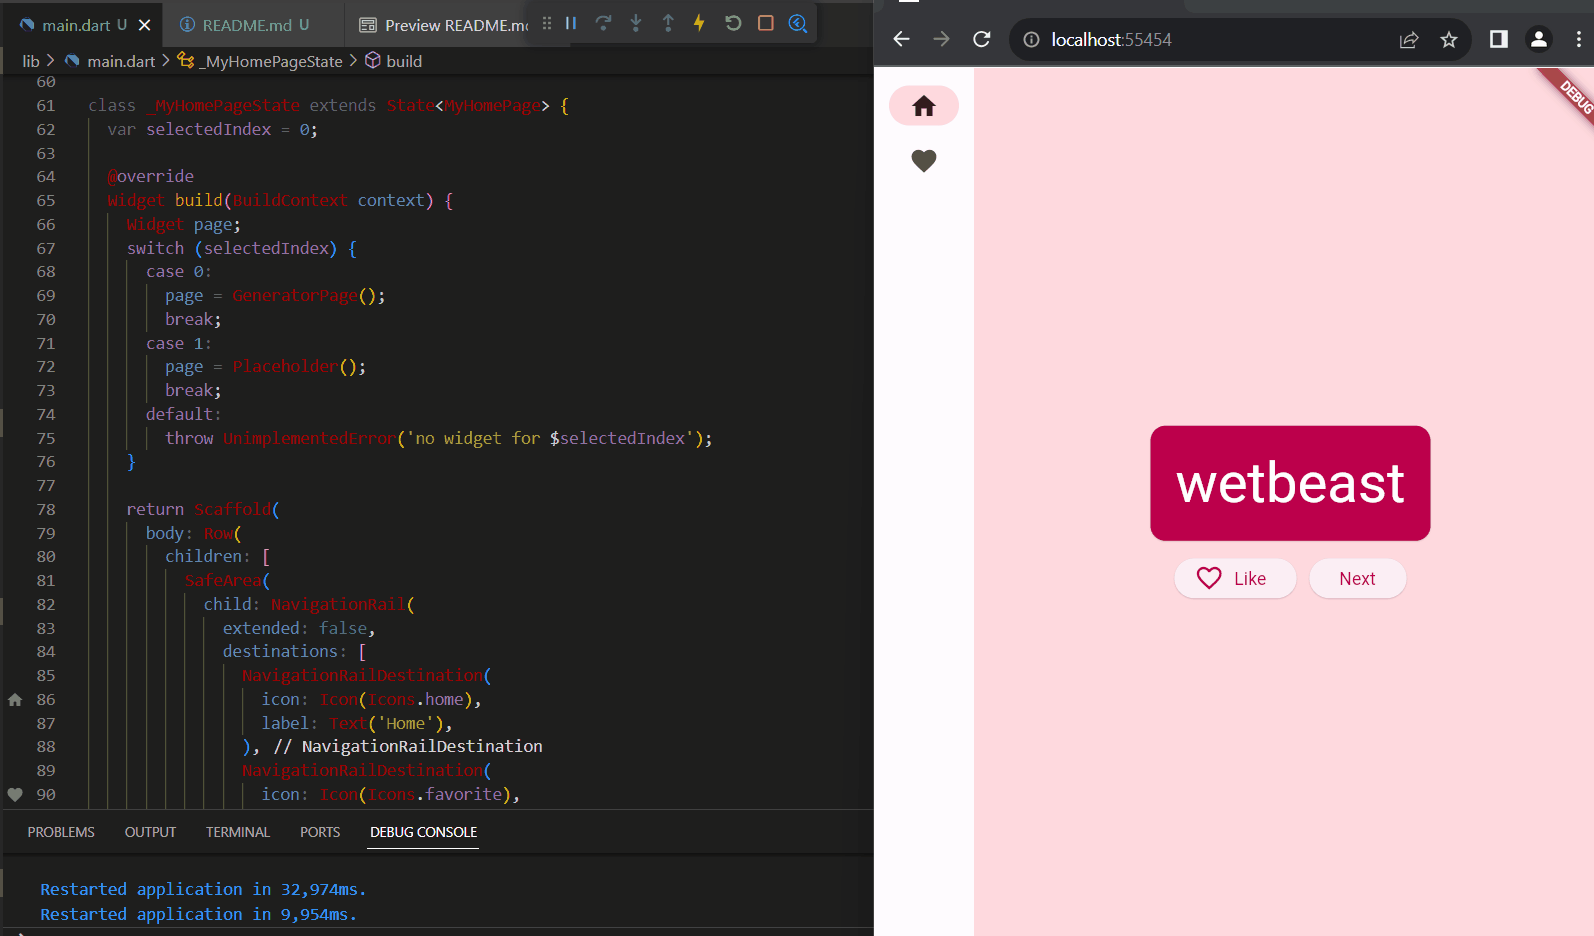 main.dart U
README.md U
Preview README.mc
lib > main.dart > _MyHomePageState > build
60
61 class _MyHomePageState extends State<MyHomePage> {
62 var selectedIndex = 0;
63
64 @override
65 Widget build(BuildContext context) {
66 Widget page;
67 switch (selectedIndex) {
68 case 0:
69 page = GeneratorPage();
70 break;
71 case 1:
72 page = Placeholder();
73 break;
74 default:
75 throw UnimplementedError('no widget for $selectedIndex');
76 }
77
78 return Scaffold(
79 body: Row(
80 children: [
81 SafeArea(
82 child: NavigationRail(
83 extended: false,
84 destinations: [
85 NavigationRailDestination(
86 icon: Icon(Icons.home),
87 label: Text('Home'),
88 ), // NavigationRailDestination
89 NavigationRailDestination(
90 icon: Icon(Icons.favorite),
PROBLEMS OUTPUT TERMINAL PORTS DEBUG CONSOLE
Restarted application in 32,974ms.
Restarted application in 9,954ms.
localhost:55454
DEBUG
wetbeast
Like
Next